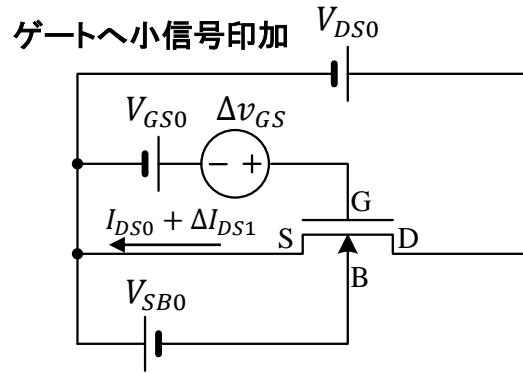 ゲートへ小信号印加
V_{DS0}
V_{GS0}
Δv_{GS}
− +
G
I_{DS0} + ΔI_{DS1}
S
D
B
V_{SB0}